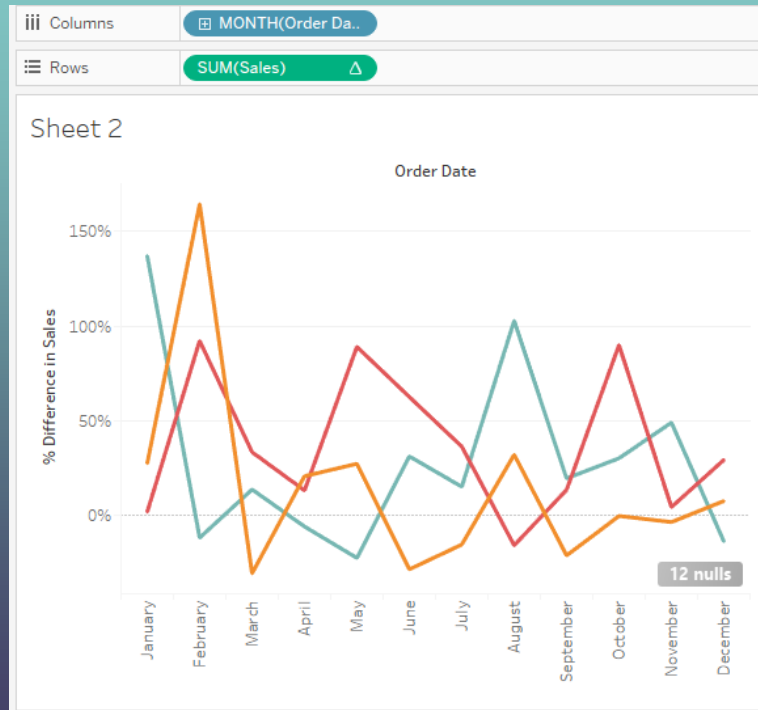 Columns
MONTH(Order Da..
Rows
SUM(Sales) Δ
Sheet 2
Order Date
% Difference in Sales
150%
100%
50%
0%
12 nulls
January
February
March
April
May
June
July
August
September
October
November
December